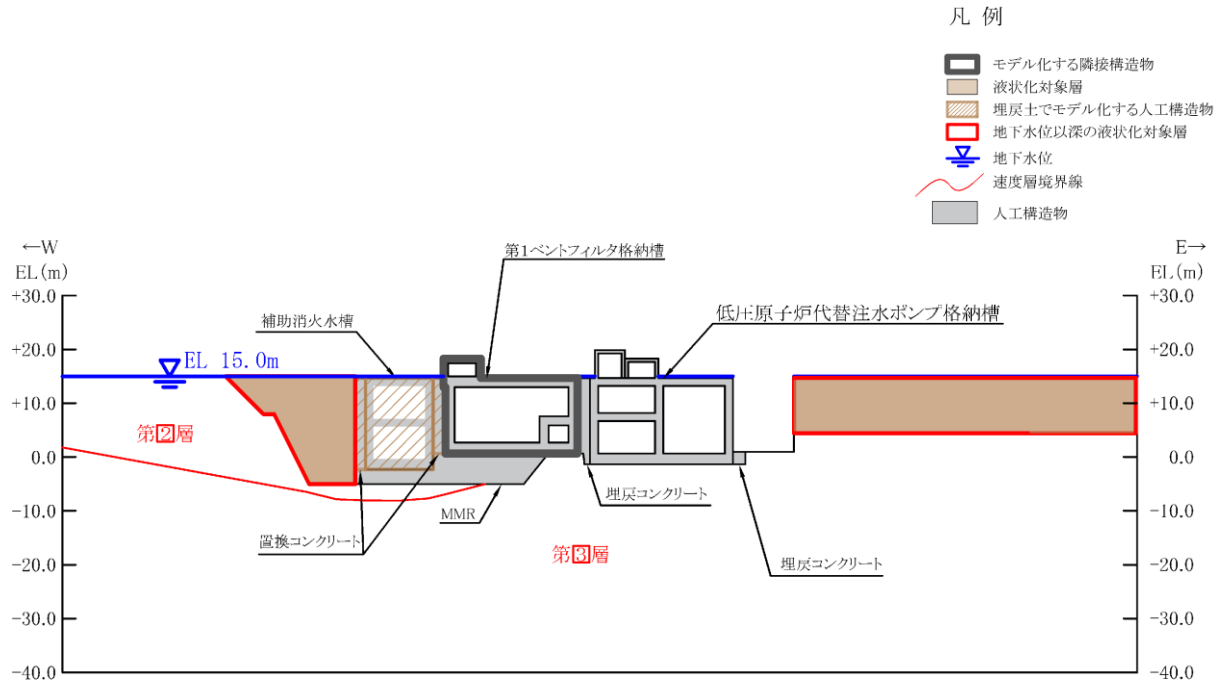 凡 例
モデル化する隣接構造物
液状化対象層
埋戻土でモデル化する人工構造物
地下水位以深の液状化対象層
地下水位
速度層境界線
人工構造物
←W
E→
EL(m)
EL(m)
第1ベントフィルタ格納槽
低圧原子炉代替注水ポンプ格納槽
補助消火水槽
EL 15.0m
+30.0
+20.0
+10.0
0.0
-10.0
-20.0
-30.0
-40.0
+30.0
+20.0
+10.0
0.0
-10.0
-20.0
-30.0
-40.0
第2層
埋戻コンクリート
MMR
置換コンクリート
第3層
埋戻コンクリート